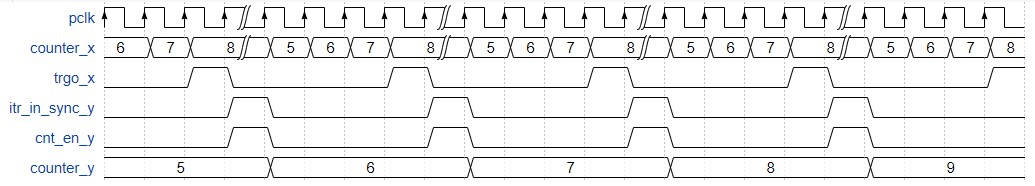 pclk
counter_x 6 7 8 5 6 7 8 5 6 7 8 5 6 7 8 5 6 7 8
trgo_x
itr_in_sync_y
cnt_en_y
counter_y 5 6 7 8 9